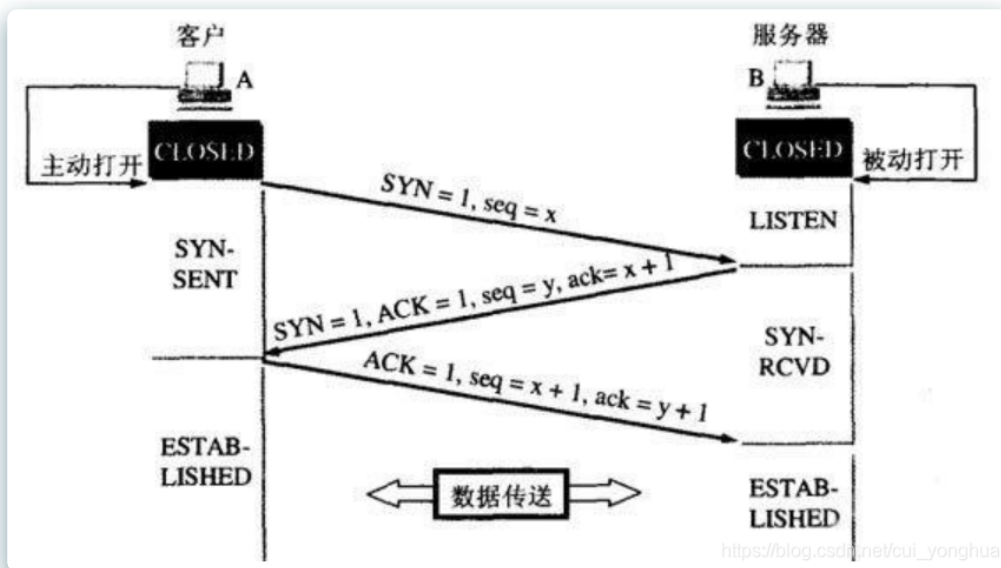 客户
服务器
A
B
CLOSED
CLOSED
主动打开
被动打开
SYN = 1, seq = x
LISTEN
SYN-
SENT
SYN = 1, ACK = 1, seq = y, ack= x + 1
SYN-
RCVD
ACK = 1, seq = x + 1, ack = y + 1
ESTAB-
LISHED
数据传送
ESTAB-
LISHED
https://blog.csdn.net/cui_yonghua